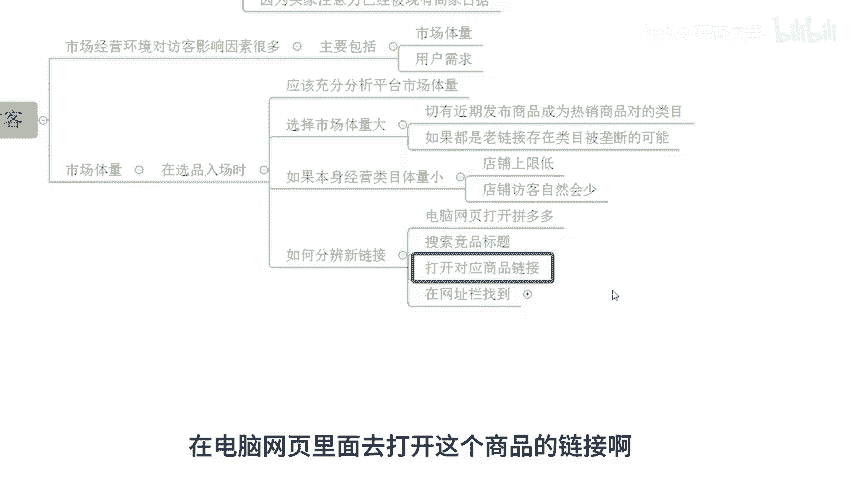 因为买家注意力已经被现有商家占据
市场经营环境对访客影响因素很多
主要包括
市场体量
用户需求
客
市场体量
在选品入场时
应该充分分析平台市场体量
选择市场体量大
切有近期发布商品成为热销商品对的类目
如果都是老链接存在类目被垄断的可能
如果本身经营类目体量小
店铺上限低
店铺访客自然会少
如何分辨新链接
电脑网页打开拼多多
搜索竞品标题
打开对应商品链接
在网址栏找到
bilibili
在电脑网页里面去打开这个商品的链接啊